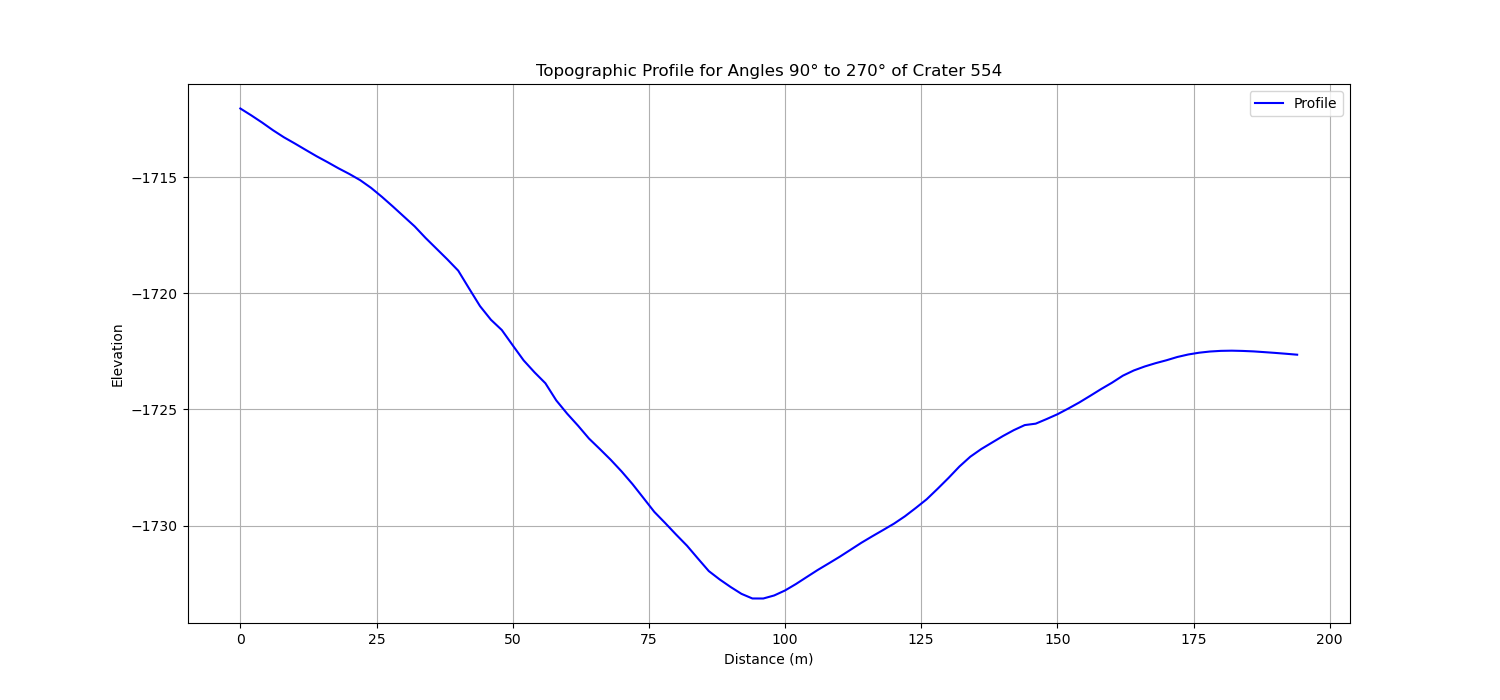 Topographic Profile for Angles 90° to 270° of Crater 554
Profile
−1715
−1720
−1725
−1730
Elevation
0 25 50 75 100 125 150 175 200
Distance (m)